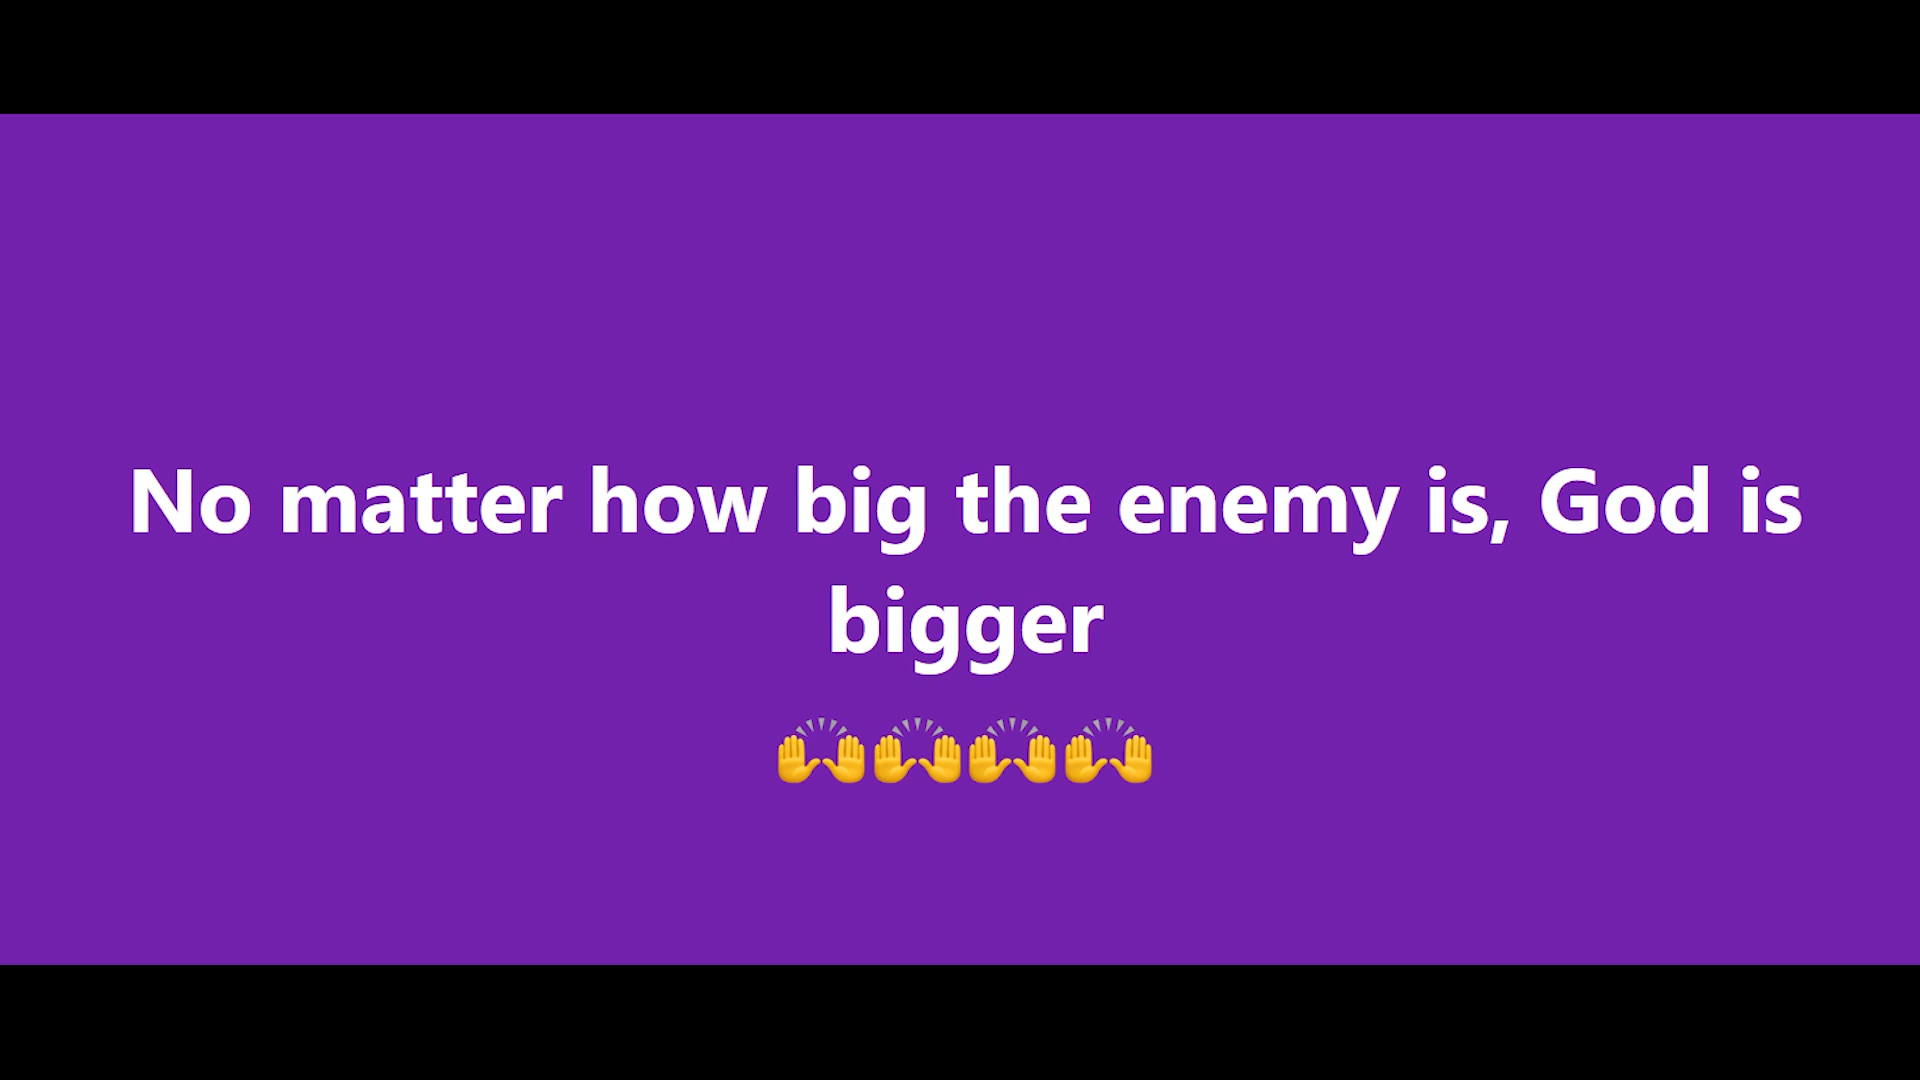 No matter how big the enemy is, God is
bigger
🙌🙌🙌🙌